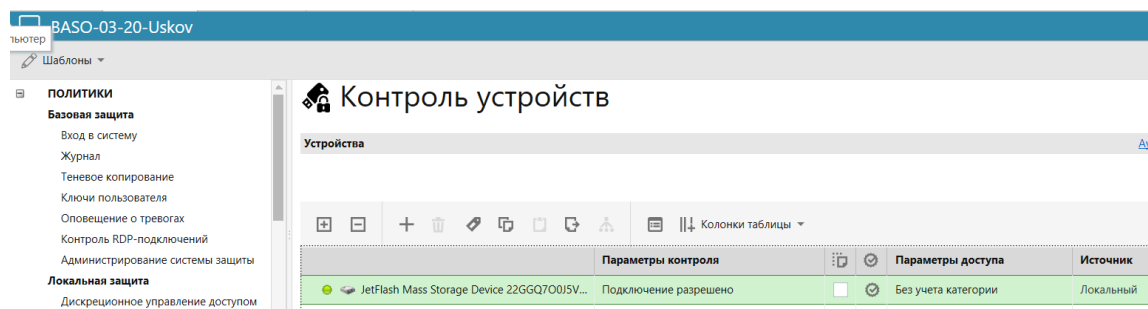 BASO-03-20-Uskov
пьютер
Шаблоны
ПОЛИТИКИ
Базовая защита
Вход в систему
Журнал
Теневое копирование
Ключи пользователя
Оповещение о тревогах
Контроль RDP-подключений
Администрирование системы защиты
Локальная защита
Дискреционное управление доступом
Контроль устройств
Устройства
Колонки таблицы
Параметры контроля Параметры доступа Источник
JetFlash Mass Storage Device 22GGQ7O0J5V... Подключение разрешено Без учета категории Локальный